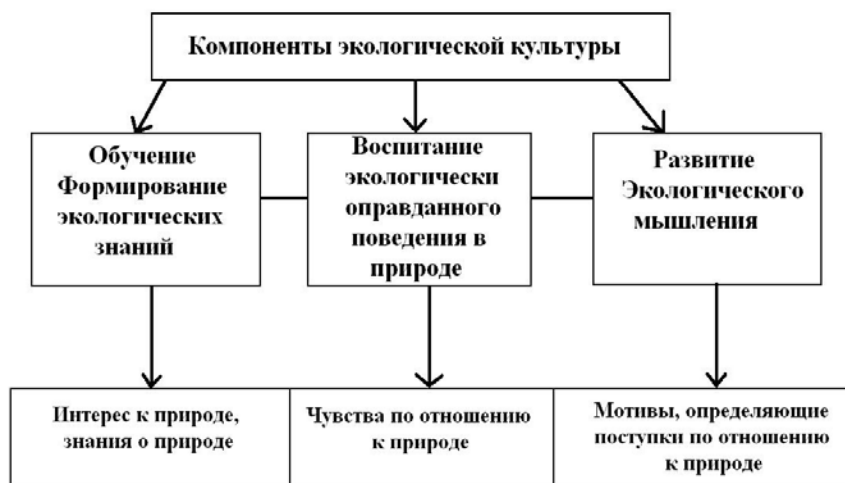 Компоненты экологической культуры
Обучение
Формирование
экологических
знаний
Воспитание
экологически
оправданного
поведения в
природе
Развитие
Экологического
мышления
Интерес к природе,
знания о природе
Чувства по отношению
к природе
Мотивы, определяющие
поступки по отношению
к природе